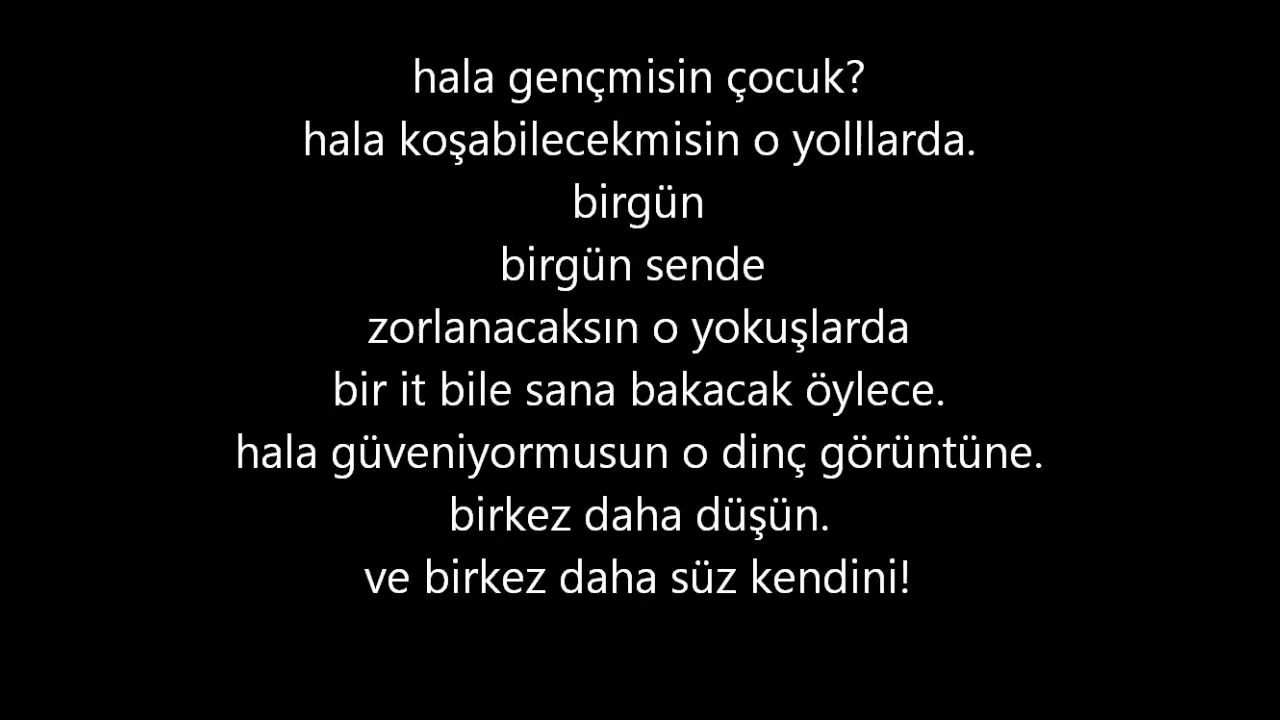 hala gençmisin çocuk?
hala koşabilecekmisin o yolllarda.
birgün
birgün sende
zorlanacaksın o yokuşlarda
bir it bile sana bakacak öylece.
hala güveniyormusun o dinç görüntüne.
birkez daha düşün.
ve birkez daha süz kendini!